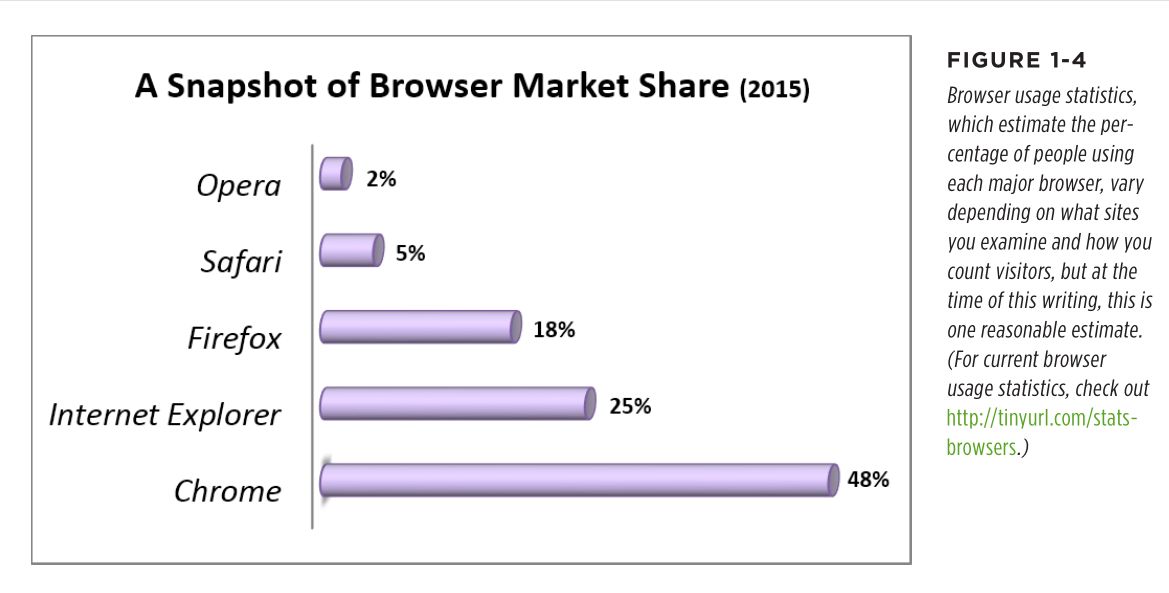 A Snapshot of Browser Market Share (2015)
Opera 2%
Safari 5%
Firefox 18%
Internet Explorer 25%
Chrome 48%
FIGURE 1-4
Browser usage statistics,
which estimate the per-
centage of people using
each major browser, vary
depending on what sites
you examine and how you
count visitors, but at the
time of this writing, this is
one reasonable estimate.
(For current browser
usage statistics, check out
http://tinyurl.com/stats-
browsers.)